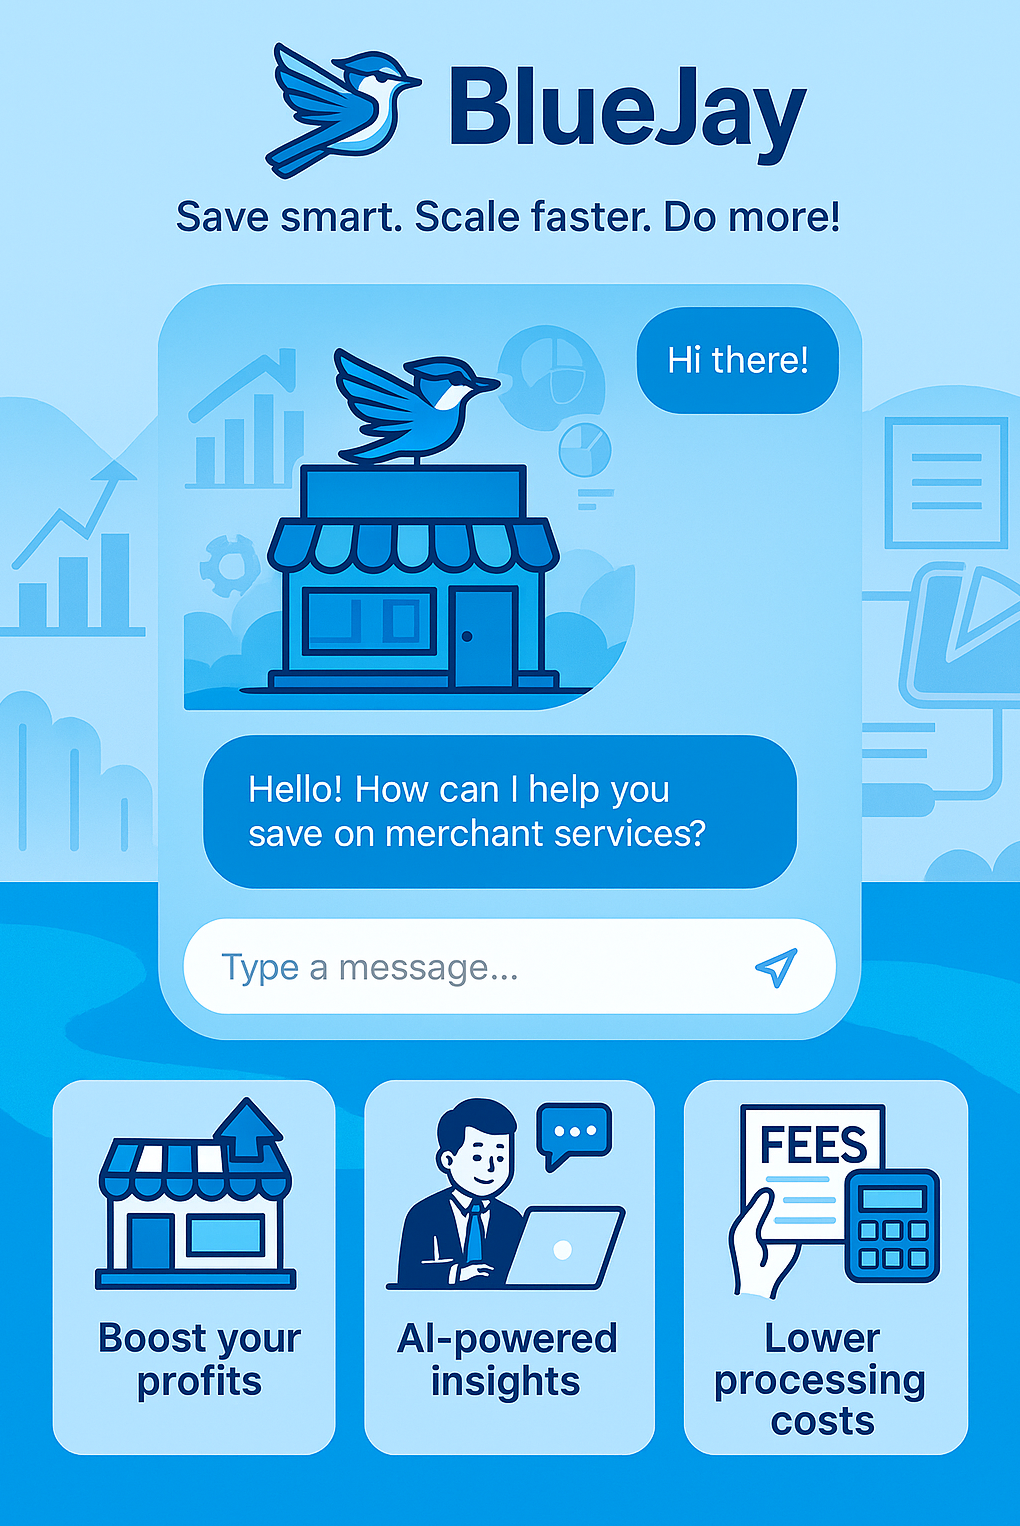 BlueJay
Save smart. Scale faster. Do more!
Hi there!
Hello! How can I help you
save on merchant services?
Type a message...
Boost your
profits
AI-powered
insights
FEES
Lower
processing
costs